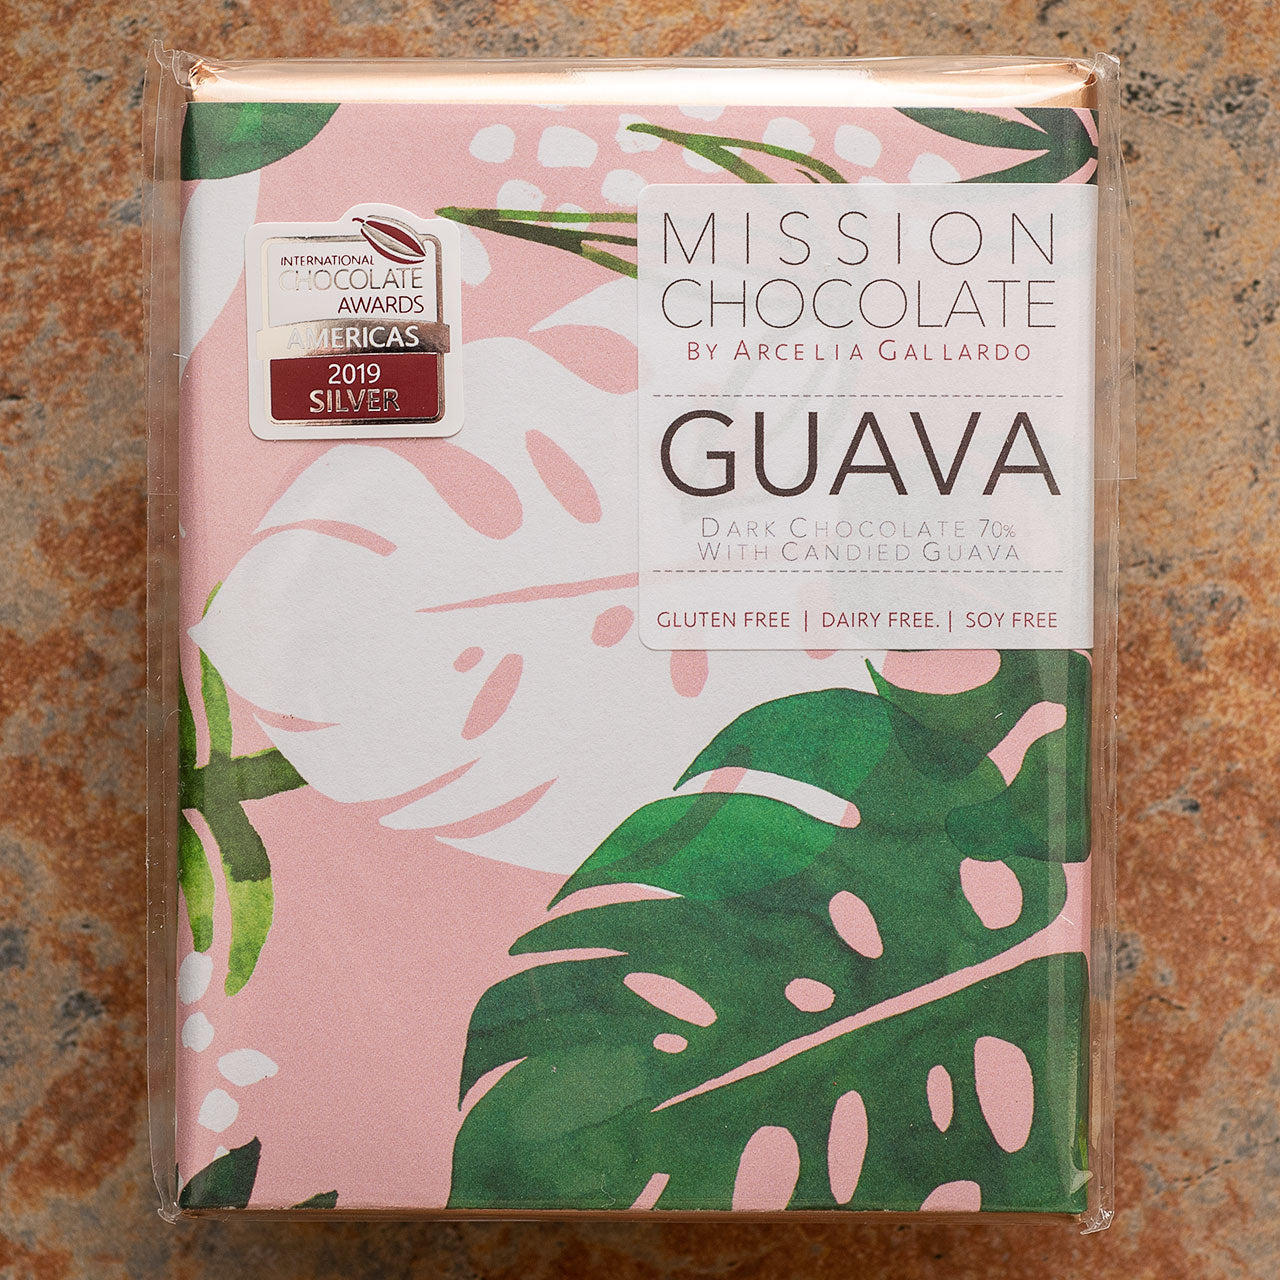 INTERNATIONAL
CHOCOLATE
AWARDS
AMERICAS
2019
SILVER
MISSION
CHOCOLATE
BY ARCELIA GALLARDO
GUAVA
DARK CHOCOLATE 70%
WITH CANDIED GUAVA
GLUTEN FREE | DAIRY FREE. | SOY FREE